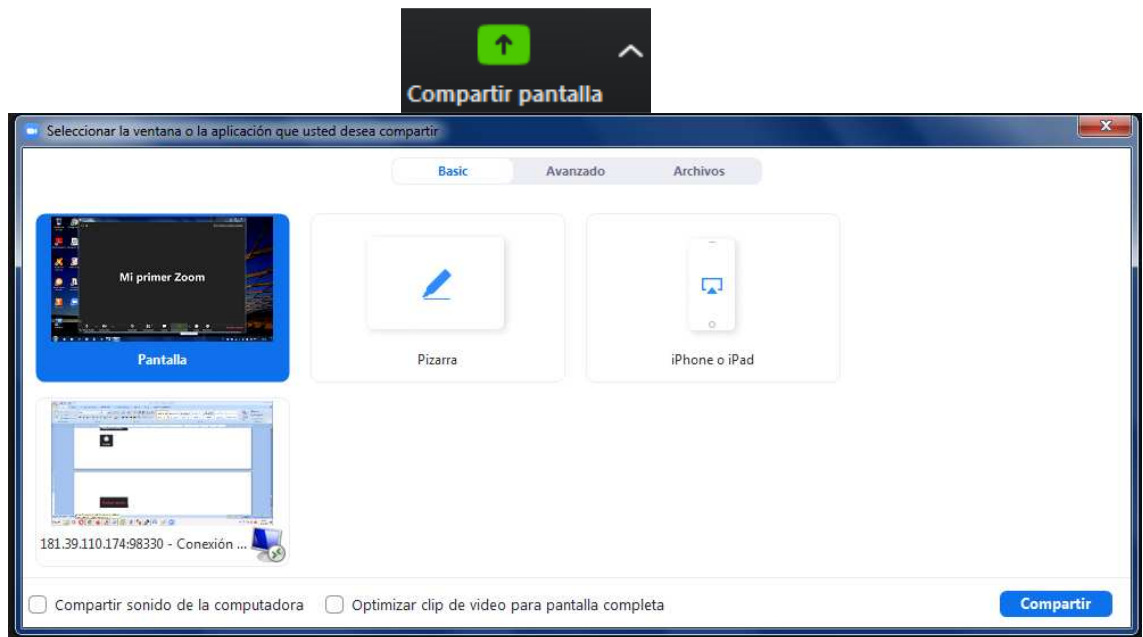 Compartir pantalla
Seleccionar la ventana o la aplicación que usted desea compartir
Basic Avanzado Archivos
Mi primer Zoom
Pantalla Pizarra iPhone o iPad
181.39.110.174:98330 - Conexión ...
Compartir sonido de la computadora Optimizar clip de video para pantalla completa Compartir